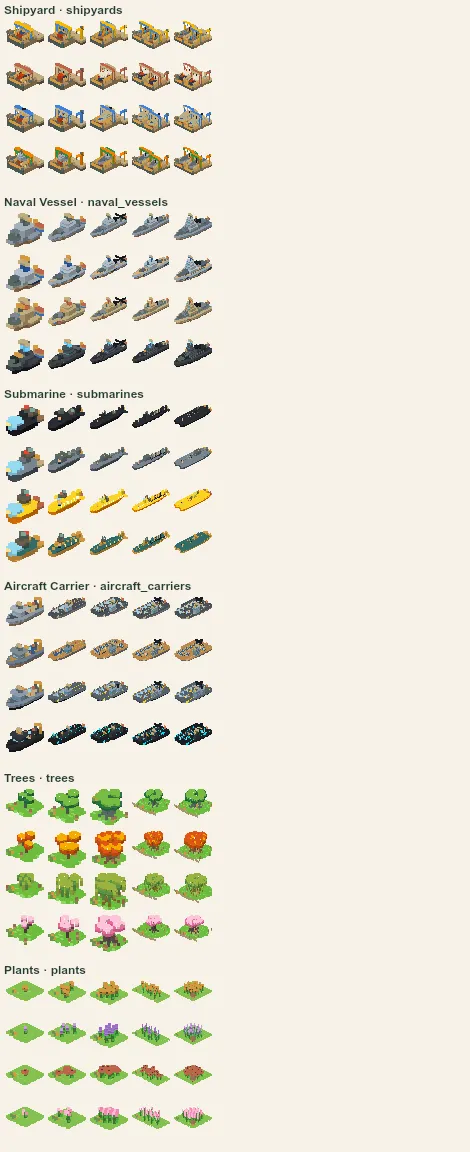 Shipyard · shipyards
Naval Vessel · naval_vessels
Submarine · submarines
Aircraft Carrier · aircraft_carriers
Trees · trees
Plants · plants